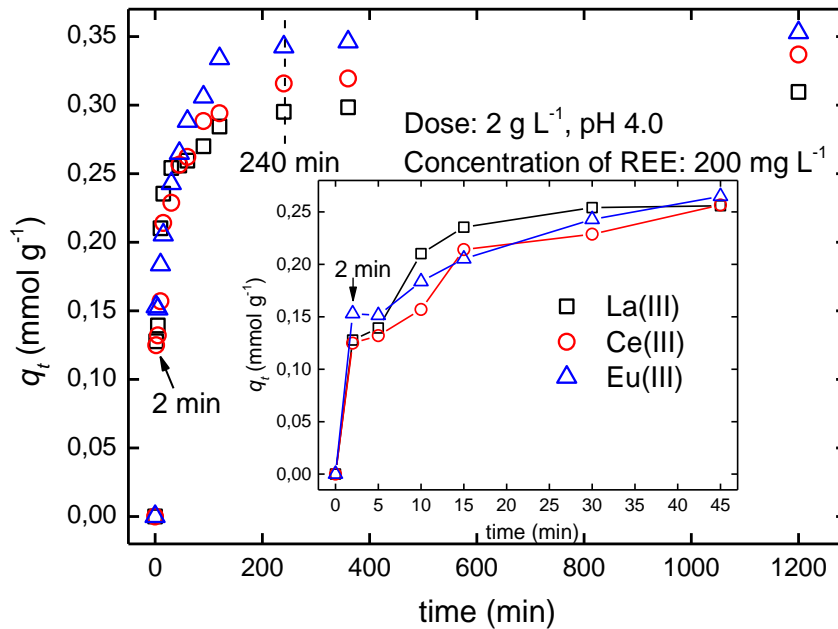 0,35
0,30
0,25
0,20
0,15
0,10
0,05
0,00
q_t (mmol g⁻¹)
0
200
400
600
800
1000
1200
time (min)
Dose: 2 g L⁻¹, pH 4.0
240 min
Concentration of REE: 200 mg L⁻¹
2 min
0,25
0,20
0,15
0,10
0,05
0,00
q_t (mmol g⁻¹)
2 min
La(III)
Ce(III)
Eu(III)
0
5
10
15
20
25
30
35
40
45
time (min)